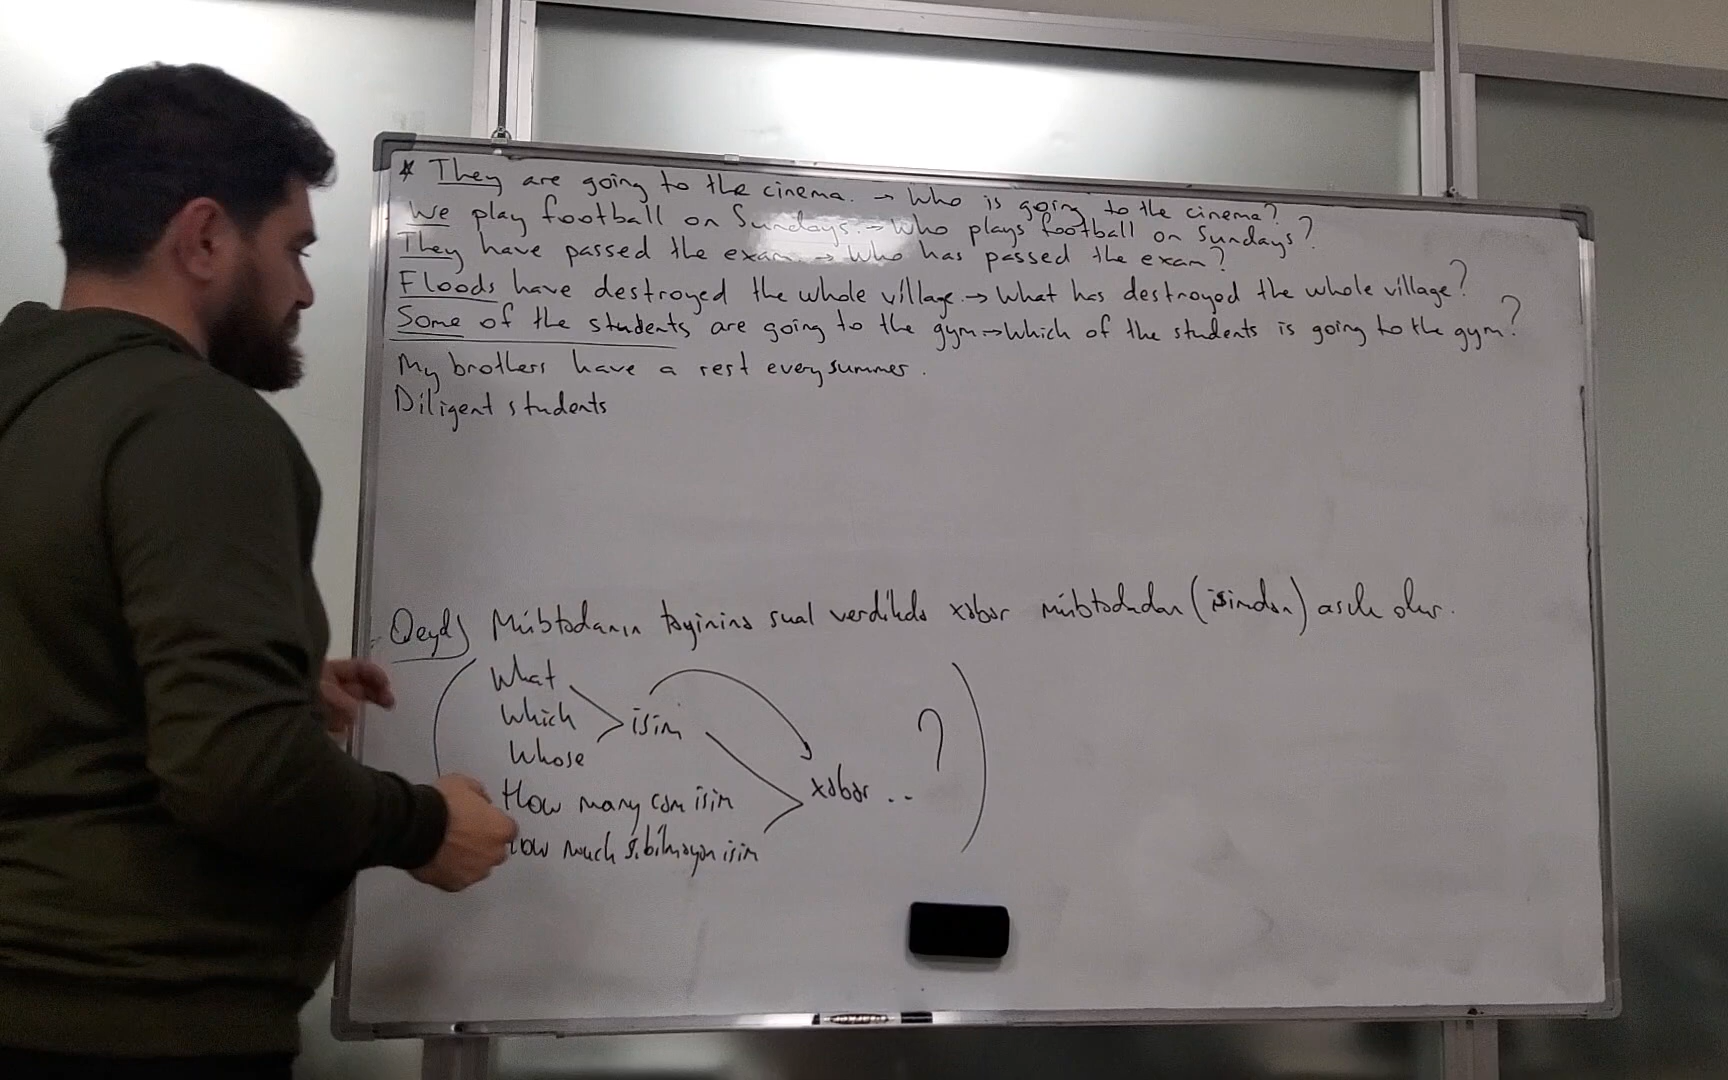 * They are going to the cinema. → Who is going to the cinema?
We play football on Sundays. → Who plays football on Sundays?
They have passed the exam. → Who has passed the exam?
Floods have destroyed the whole village. → What has destroyed the whole village?
Some of the students are going to the gym → Which of the students is going to the gym?
My brothers have a rest every summer.
Diligent students
Qeyd) Mübtədanın təyininə sual verdikdə xəbər mübtədadan (isimdən) asılı olur.
What
Which
isim
Whose
?
How many cəm isim
xəbər ..
How much s.bilməyən isim